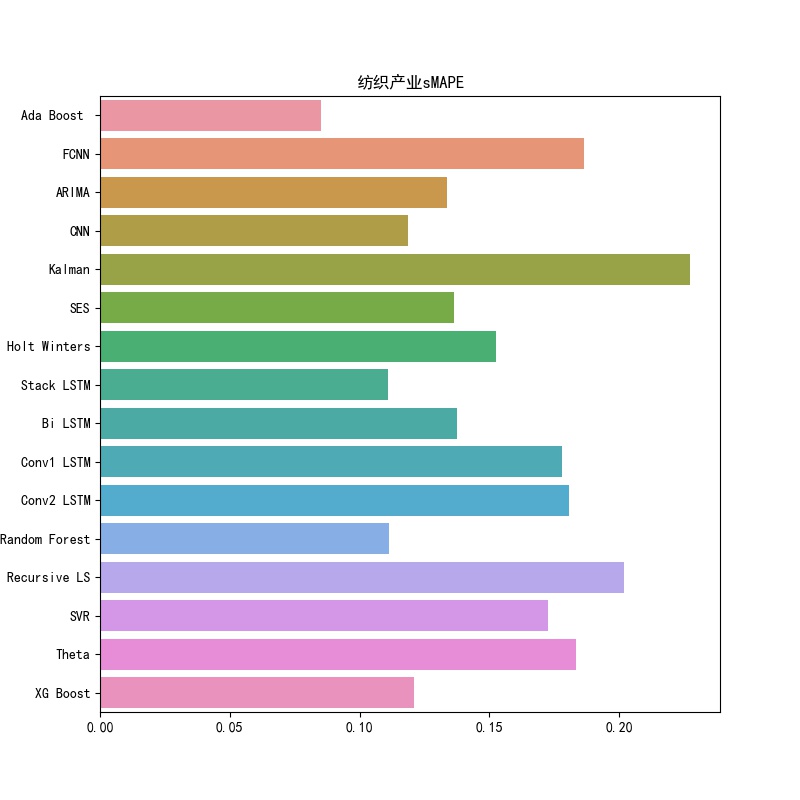 纺织产业sMAPE
Ada Boost
FCNN
ARIMA
CNN
Kalman
SES
Holt Winters
Stack LSTM
Bi LSTM
Conv1 LSTM
Conv2 LSTM
Random Forest
Recursive LS
SVR
Theta
XG Boost
0.00 0.05 0.10 0.15 0.20